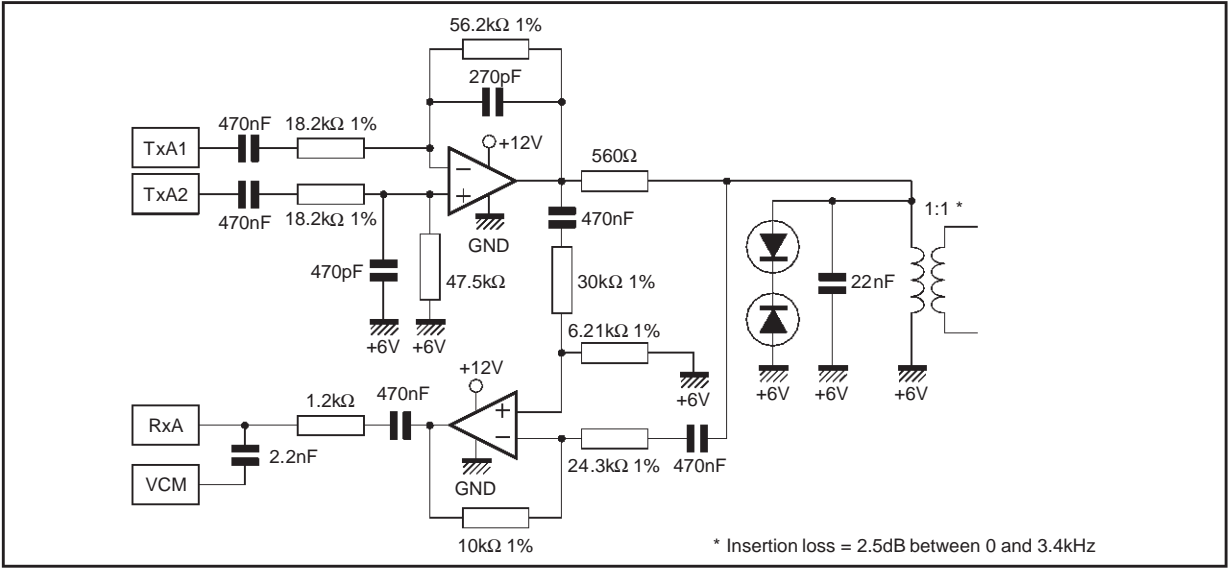 56.2kΩ 1%
270pF
470nF
18.2kΩ 1%
TxA1
+12V
560Ω
TxA2
1:1 *
470nF
18.2kΩ 1%
GND
470nF
470pF
47.5kΩ
30kΩ 1%
22nF
6.21kΩ 1%
+6V
+6V
+12V
+6V
+6V
+6V
+6V
1.2kΩ
470nF
RxA
2.2nF
24.3kΩ 1%
470nF
VCM
GND
10kΩ 1%
* Insertion loss = 2.5dB between 0 and 3.4kHz